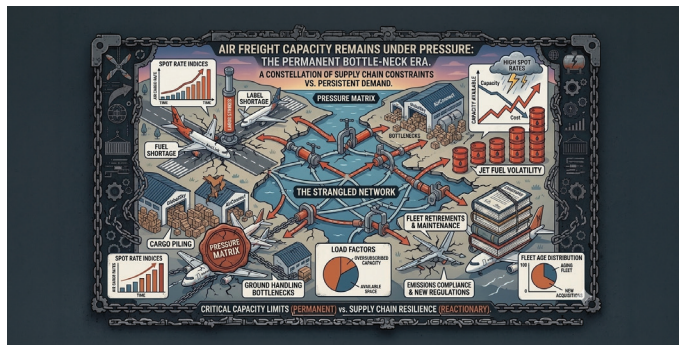 AIR FREIGHT CAPACITY REMAINS UNDER PRESSURE:
THE PERMANENT BOTTLE-NECK ERA.
A CONSTELLATION OF SUPPLY CHAIN CONSTRAINTS
VS. PERSISTENT DEMAND.
SPOT RATE INDICES
TIME
TIME
LABEL
SHORTAGE
PRESSURE MATRIX
HIGH SPOT
RATES
CAPACITY AVAILABLE
Capacity
Cost
BOTTLENECKS
FUEL
SHORTAGE
JET FUEL VOLATILITY
THE STRANGLED NETWORK
CARGO PILING
PRESSURE
MATRIX
FLEET RETIREMENTS
& MAINTENANCE
SPOT RATE INDICES
TIME
GROUND HANDLING
BOTTLENECKS
LOAD FACTORS
OVERSUBSCRIBED
CAPACITY
AVAILABLE
SPACE
EMISSIONS COMPLIANCE
& NEW REGULATIONS
FLEET AGE DISTRIBUTION
100
0
AGING
FLEET
NEW
CRITICAL CAPACITY LIMITS (PERMANENT) vs. SUPPLY CHAIN RESILIENCE (REACTIONARY).